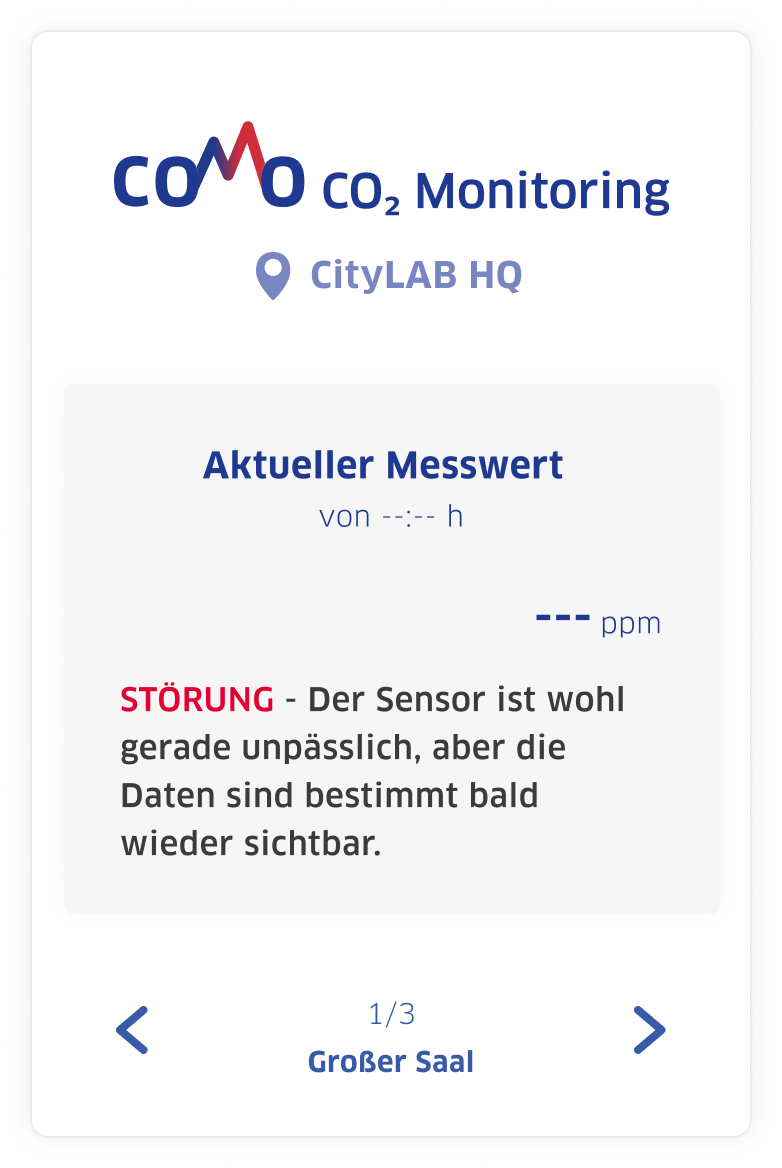 COMO CO₂ Monitoring
CityLAB HQ
Aktueller Messwert
von --:-- h
--- ppm
STÖRUNG - Der Sensor ist wohl
gerade unpässlich, aber die
Daten sind bestimmt bald
wieder sichtbar.
1/3
Großer Saal